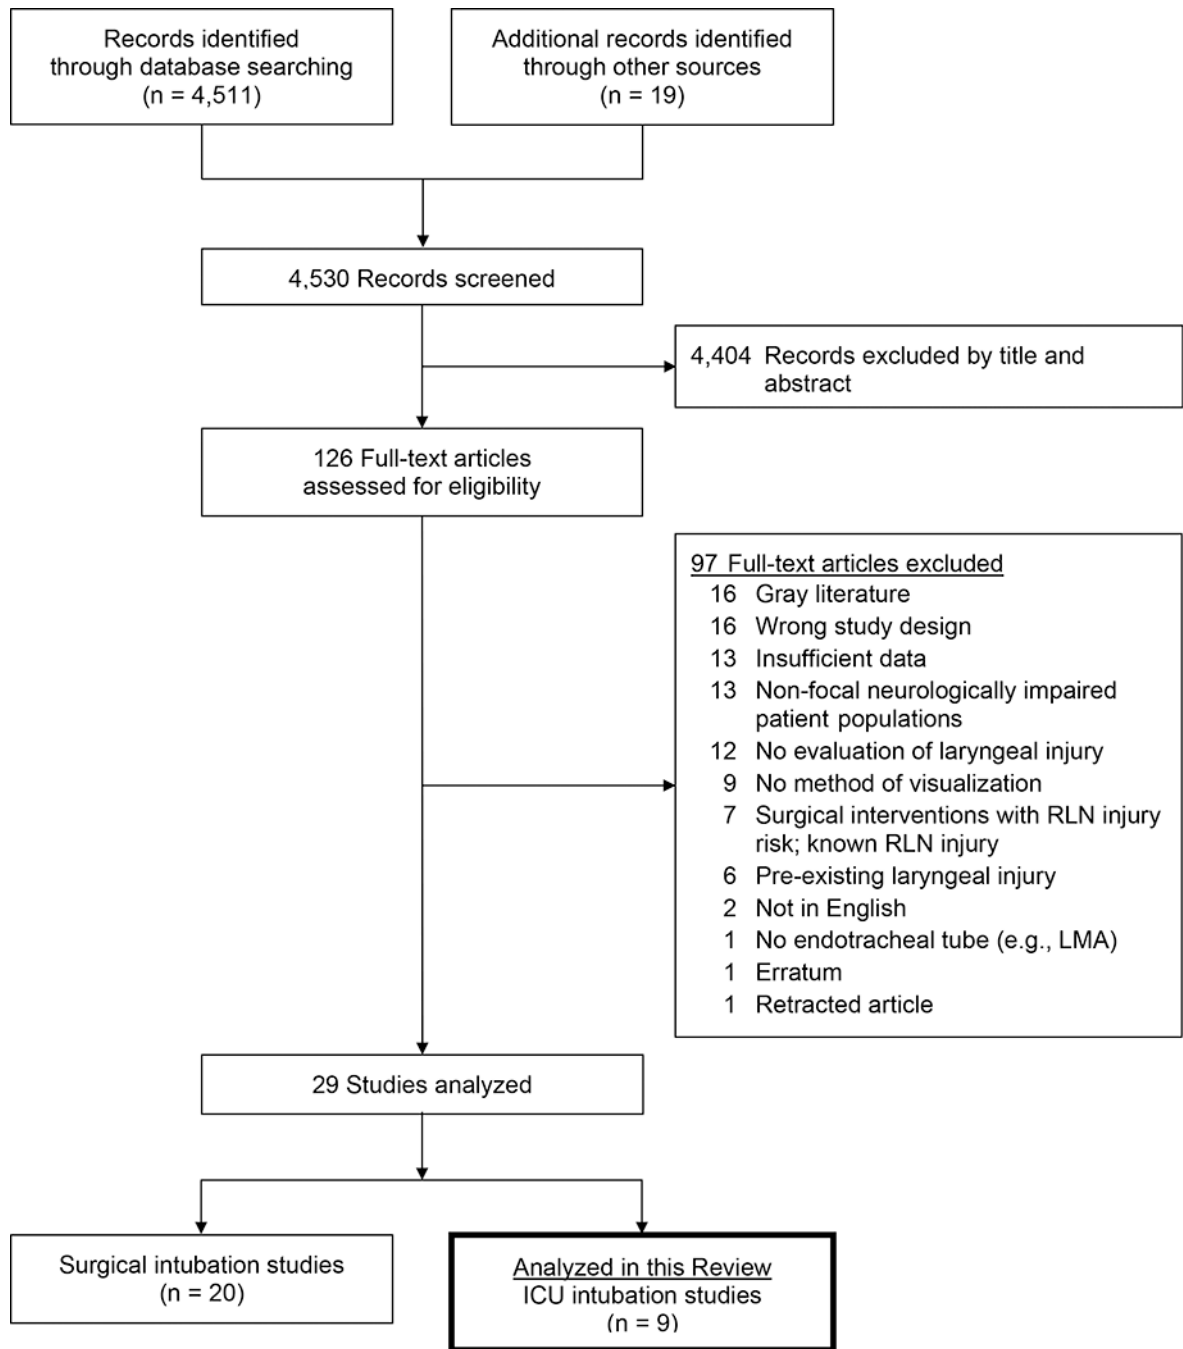 Records identified
through database searching
(n = 4,511)
Additional records identified
through other sources
(n = 19)
4,530 Records screened
4,404 Records excluded by title and
abstract
126 Full-text articles
assessed for eligibility
97 Full-text articles excluded
16 Gray literature
16 Wrong study design
13 Insufficient data
13 Non-focal neurologically impaired
patient populations
12 No evaluation of laryngeal injury
9 No method of visualization
7 Surgical interventions with RLN injury
risk; known RLN injury
6 Pre-existing laryngeal injury
2 Not in English
1 No endotracheal tube (e.g., LMA)
1 Erratum
1 Retracted article
29 Studies analyzed
Surgical intubation studies
(n = 20)
Analyzed in this Review
ICU intubation studies
(n = 9)